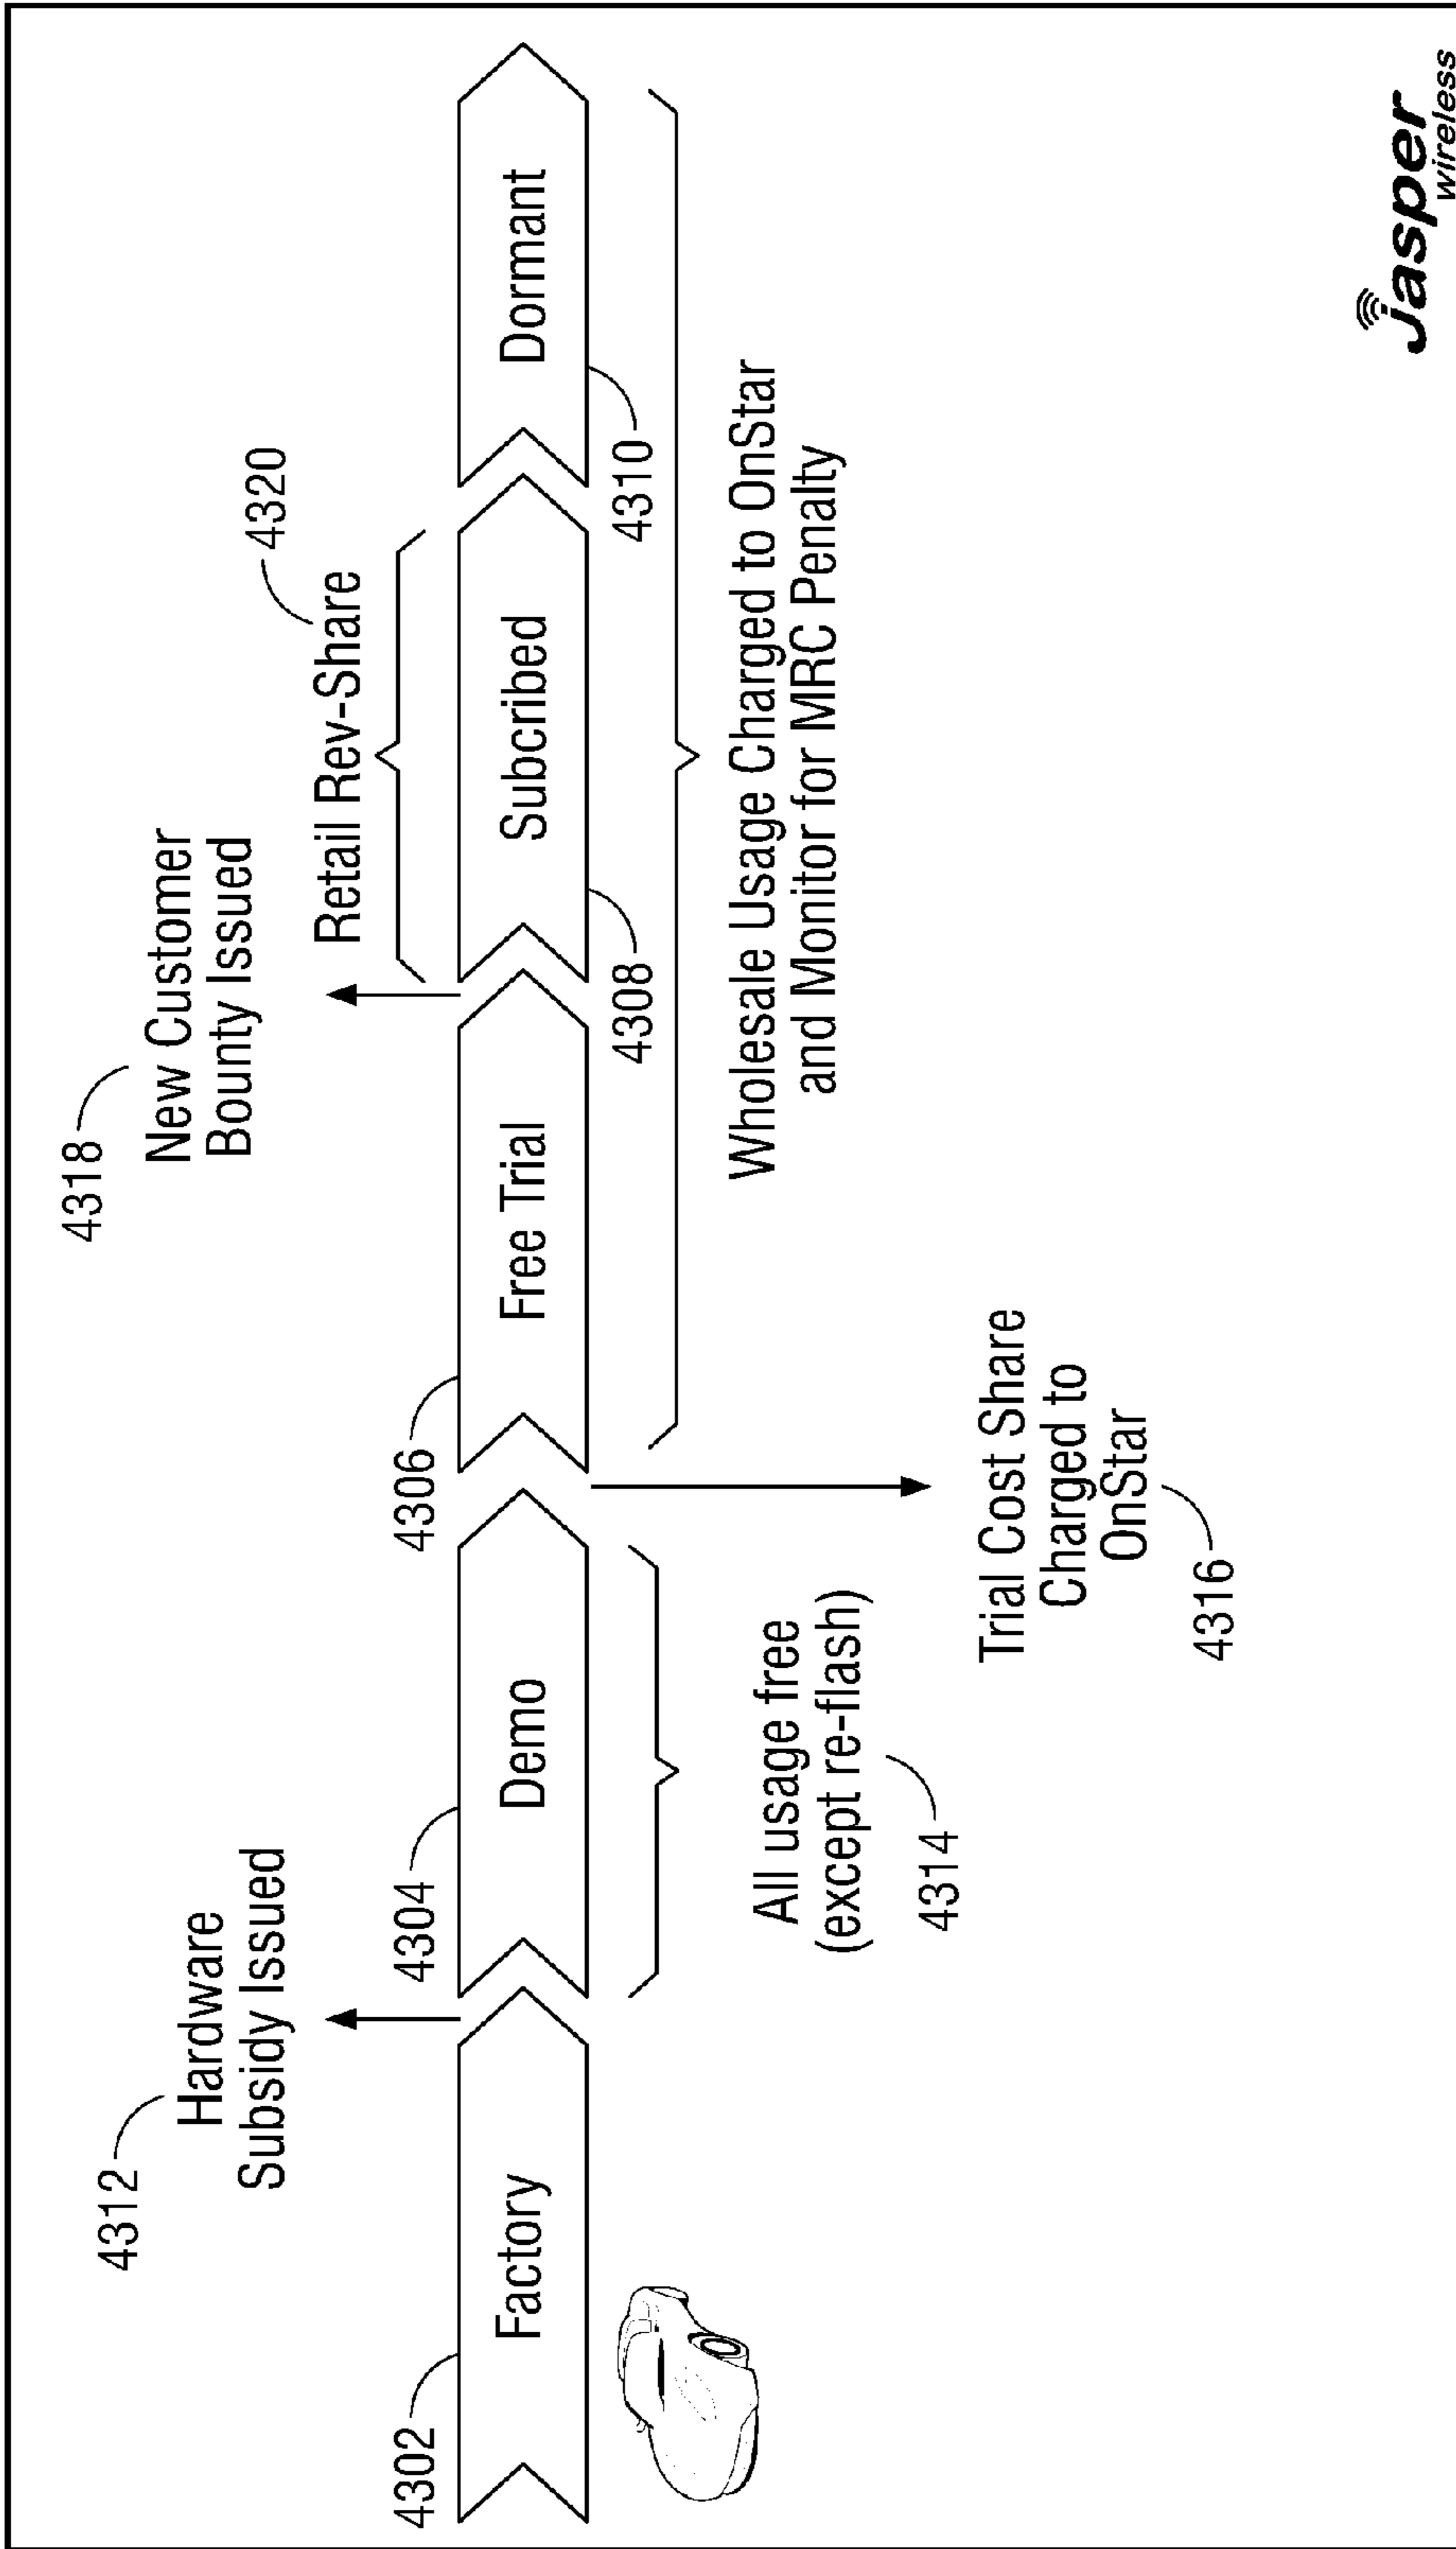 4312
Hardware
Subsidy Issued
4318
New Customer
Bounty Issued
4320
Retail Rev-Share
4302
4304
4306
Factory
Demo
Free Trial
Subcribed
Dormant
4308
4310
All usage free
(except re-flash)
4314
Wholesale Usage Charged to OnStar
and Monitor for MRC Penalty
Trial Cost Share
Charged to
OnStar
4316
jasper
wireless